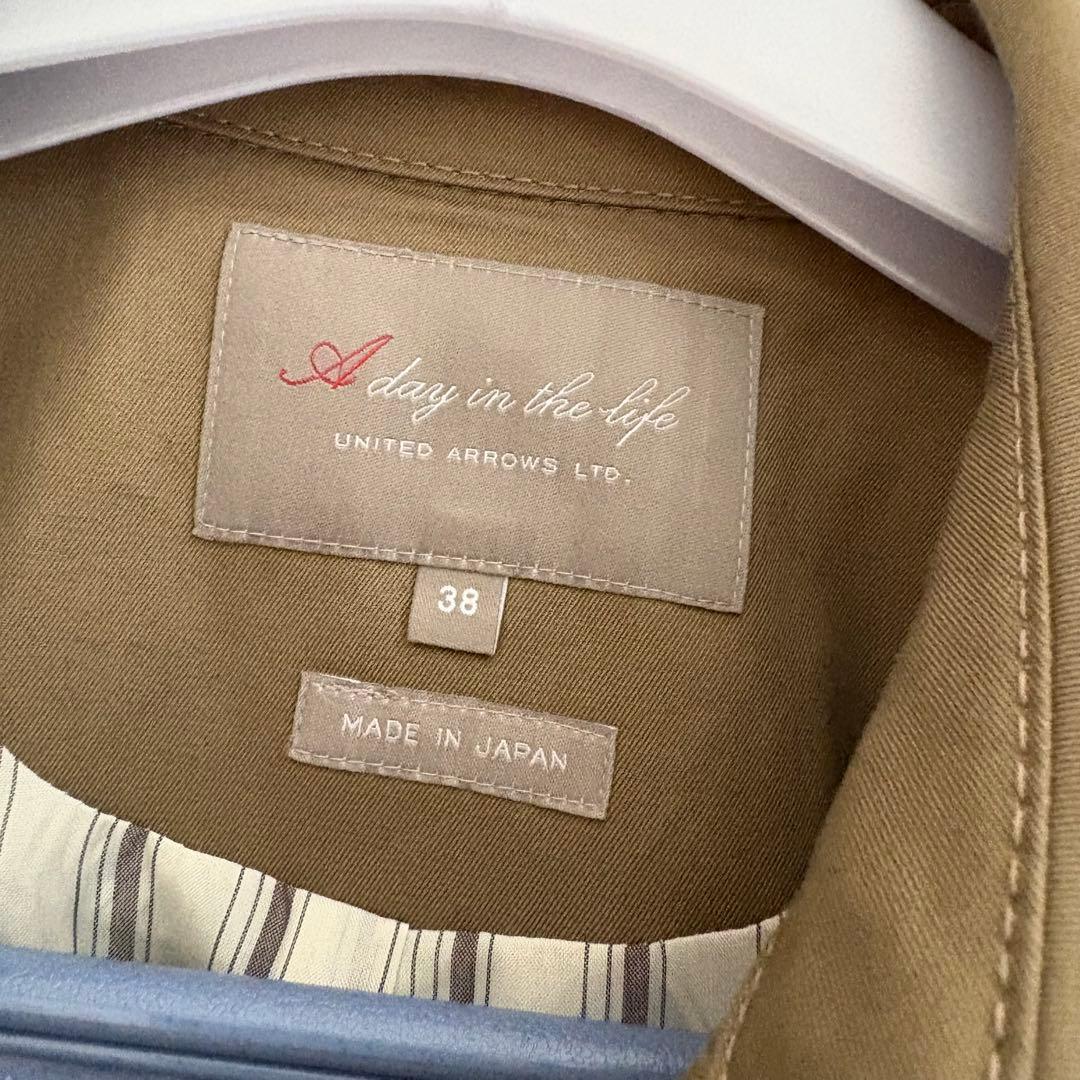 A day in the life
UNITED ARROWS LTD.
38
MADE IN JAPAN